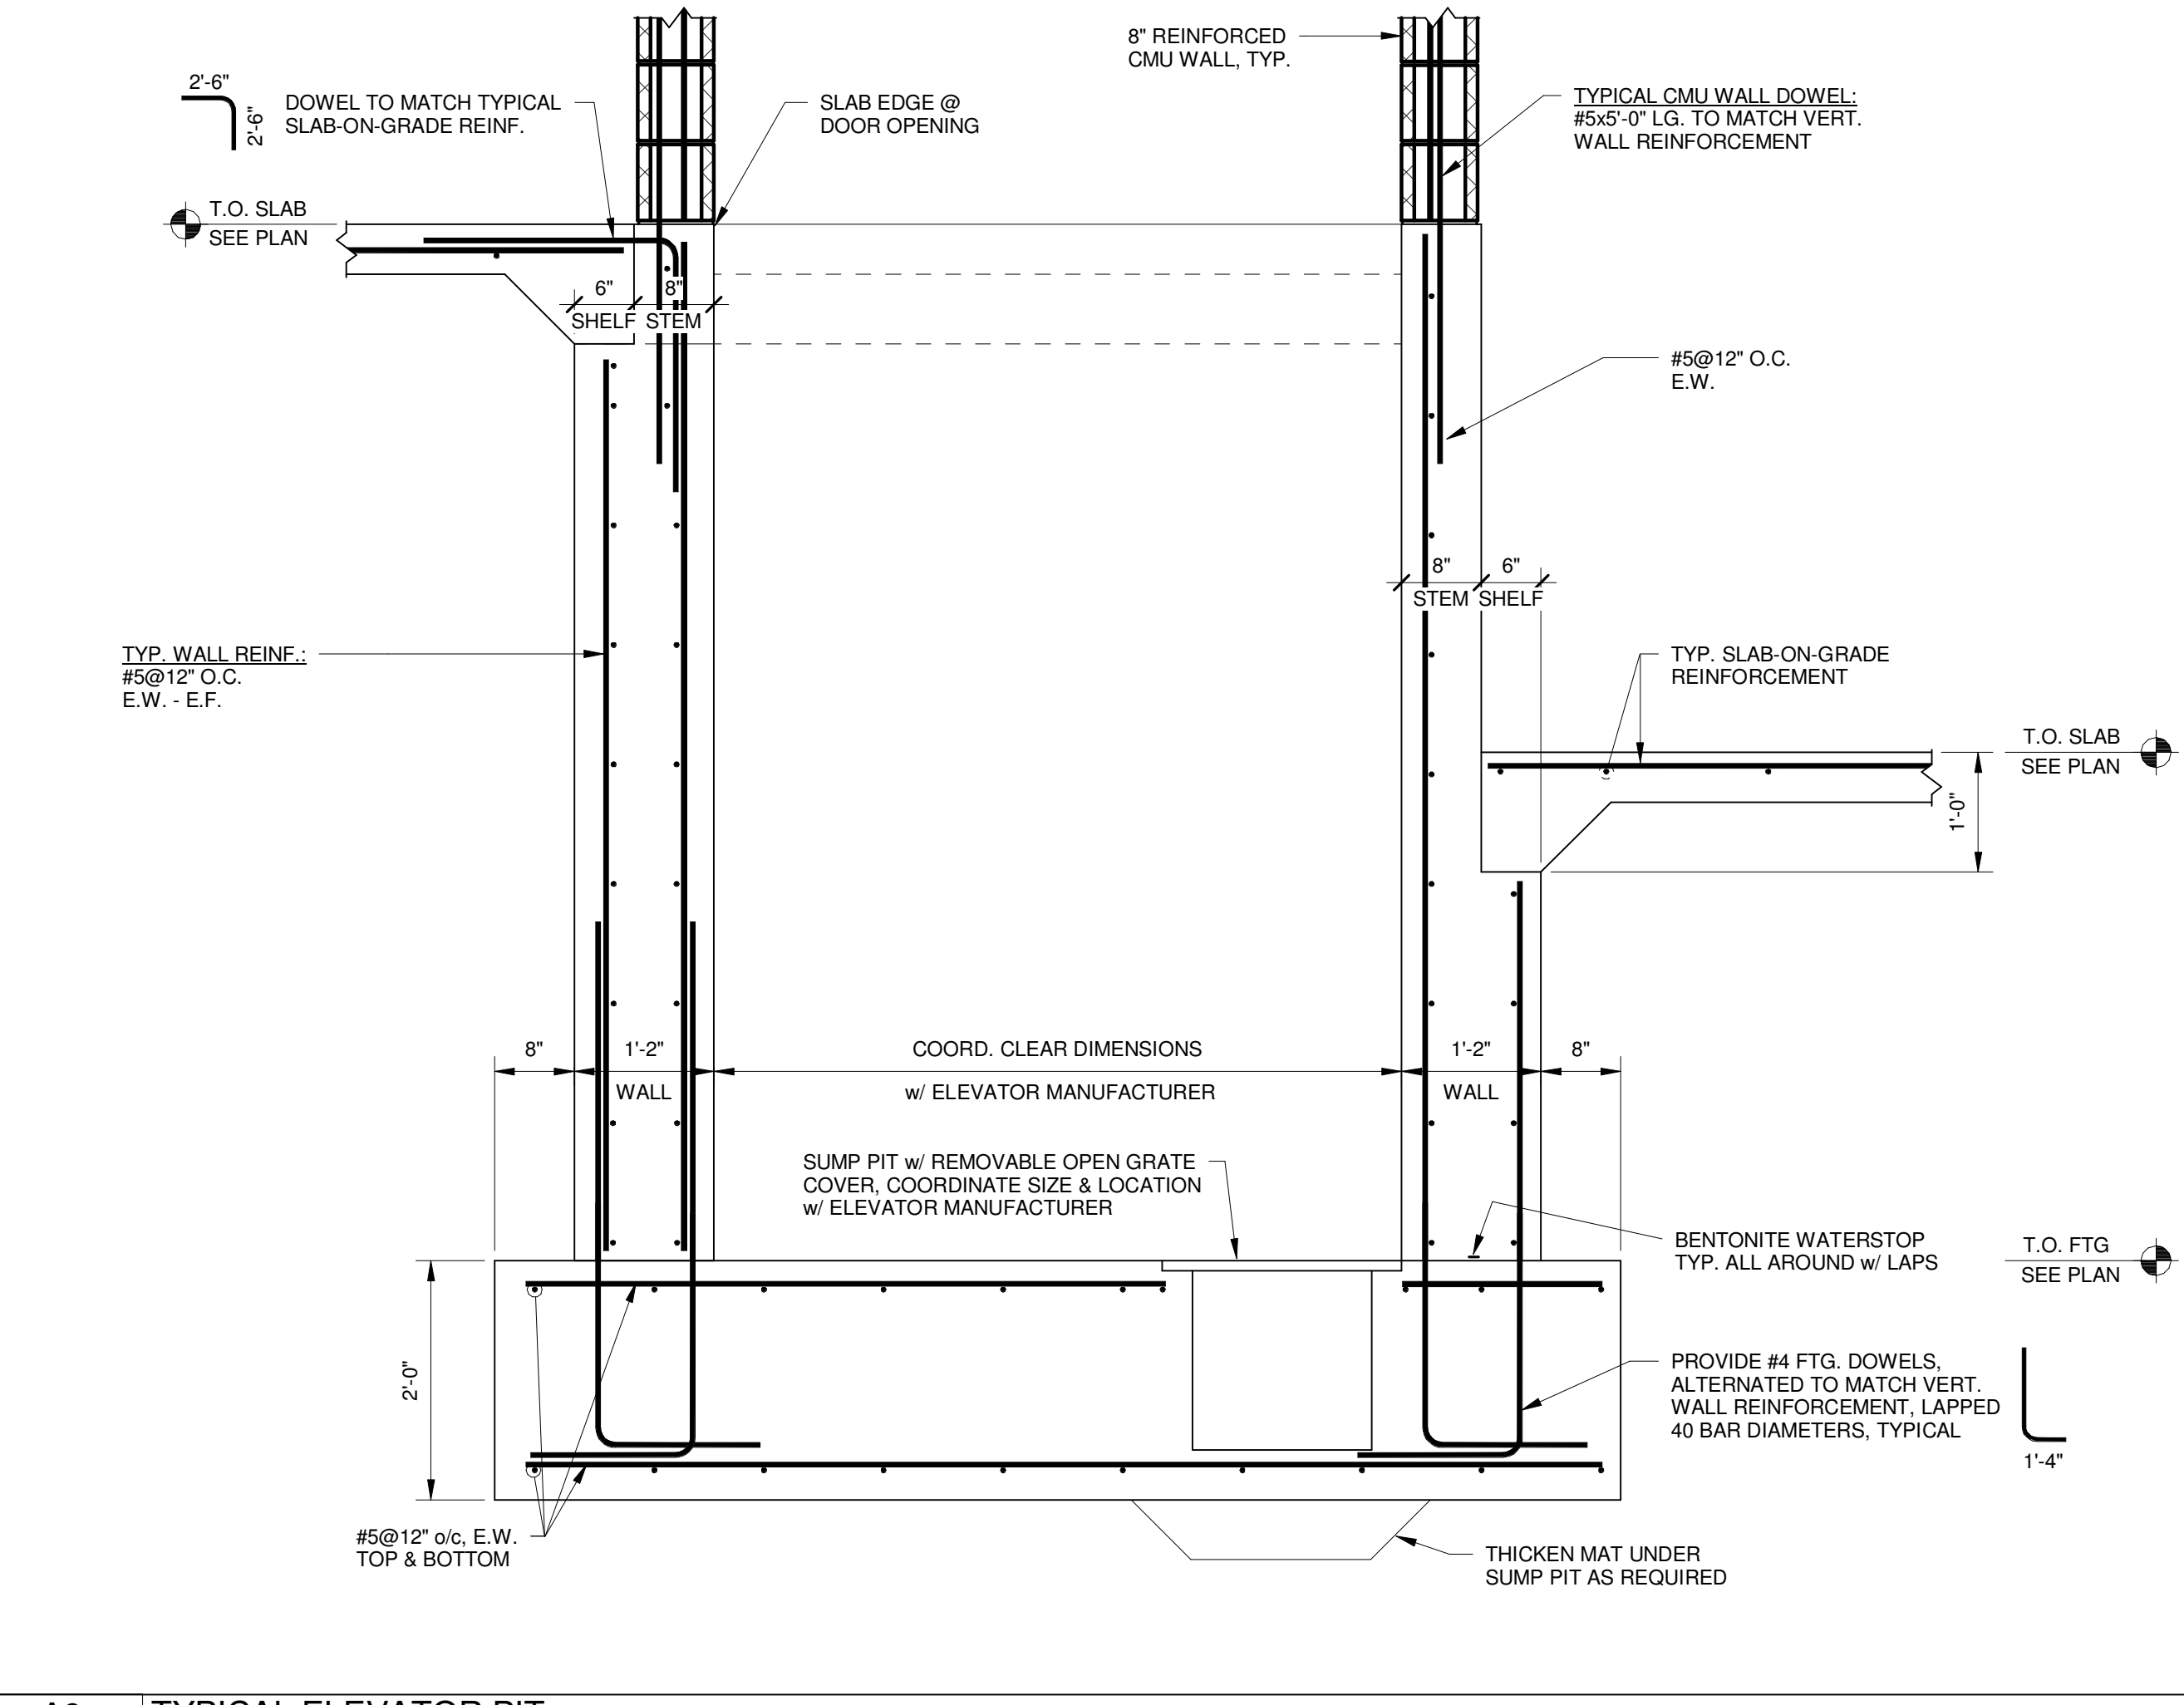 8" REINFORCED
CMU WALL, TYP.
2'-6"
2'-6"
DOWEL TO MATCH TYPICAL
SLAB-ON-GRADE REINF.
SLAB EDGE @
DOOR OPENING
TYPICAL CMU WALL DOWEL:
#5x5'-0" LG. TO MATCH VERT.
WALL REINFORCEMENT
T.O. SLAB
SEE PLAN
6" 8"
SHELF STEM
#5@12" O.C.
E.W.
8" 6"
STEM SHELF
TYP. WALL REINF.:
#5@12" O.C.
E.W. - E.F.
TYP. SLAB-ON-GRADE
REINFORCEMENT
T.O. SLAB
SEE PLAN
1'-0"
8" 1'-2" COORD. CLEAR DIMENSIONS 1'-2" 8"
WALL w/ ELEVATOR MANUFACTURER WALL
SUMP PIT w/ REMOVABLE OPEN GRATE
COVER, COORDINATE SIZE & LOCATION
w/ ELEVATOR MANUFACTURER
BENTONITE WATERSTOP
TYP. ALL AROUND w/ LAPS
T.O. FTG
SEE PLAN
2'-0"
PROVIDE #4 FTG. DOWELS,
ALTERNATED TO MATCH VERT.
WALL REINFORCEMENT, LAPPED
40 BAR DIAMETERS, TYPICAL
1'-4"
#5@12" o/c, E.W.
TOP & BOTTOM
THICKEN MAT UNDER
SUMP PIT AS REQUIRED
TYPICAL ELEVATOR PIT